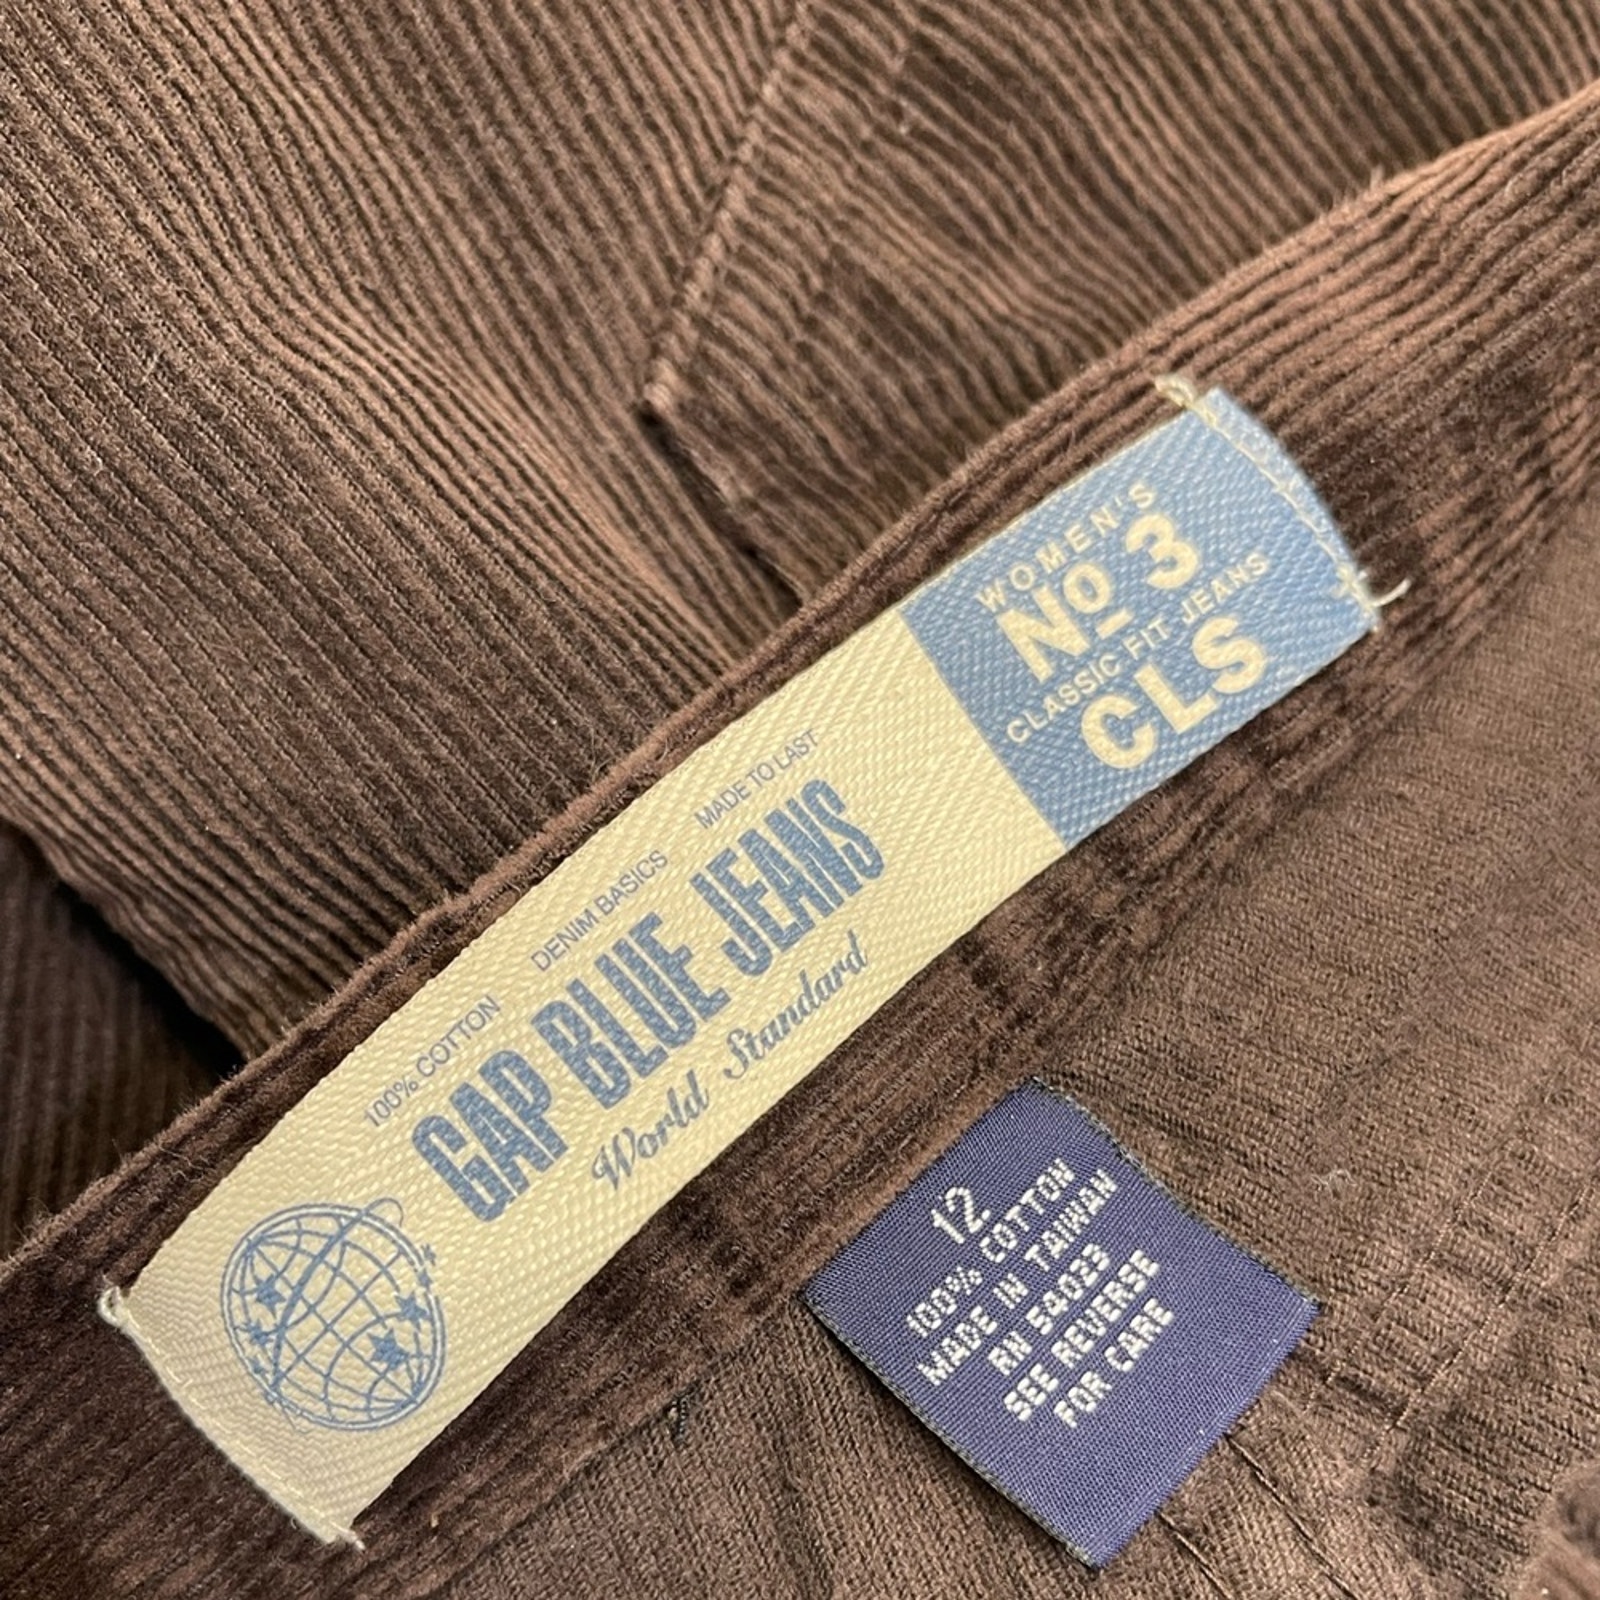 100% COTTON DENIM BASICS MADE TO LAST
GAP BLUE JEANS
World Standard
WOMEN'S
Nº 3
CLASSIC FIT JEANS
CLS
12
100% COTTON
MADE IN TAIWAN
RN 54023
SEE REVERSE
FOR CARE